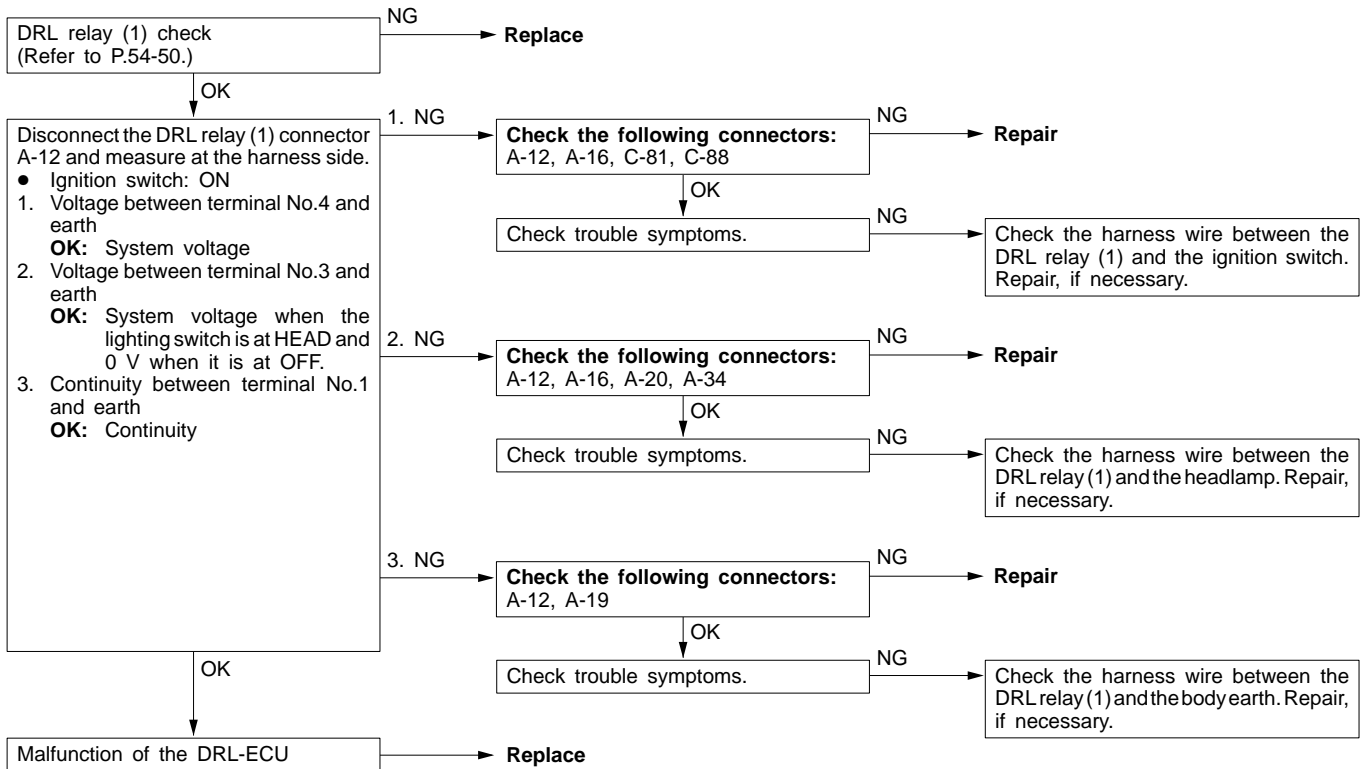 DRL relay (1) check
(Refer to P.54-50.)
NG
Replace
OK
Disconnect the DRL relay (1) connector
A-12 and measure at the harness side.
● Ignition switch: ON
1. Voltage between terminal No.4 and
earth
OK: System voltage
2. Voltage between terminal No.3 and
earth
OK: System voltage when the
lighting switch is at HEAD and
0 V when it is at OFF.
3. Continuity between terminal No.1
and earth
OK: Continuity
1. NG
Check the following connectors:
A-12, A-16, C-81, C-88
NG
Repair
OK
Check trouble symptoms.
NG
Check the harness wire between the
DRL relay (1) and the ignition switch.
Repair, if necessary.
2. NG
Check the following connectors:
A-12, A-16, A-20, A-34
NG
Repair
OK
Check trouble symptoms.
NG
Check the harness wire between the
DRL relay (1) and the headlamp. Repair,
if necessary.
3. NG
Check the following connectors:
A-12, A-19
NG
Repair
OK
Check trouble symptoms.
NG
Check the harness wire between the
DRL relay (1) and the body earth. Repair,
if necessary.
OK
Malfunction of the DRL-ECU
Replace